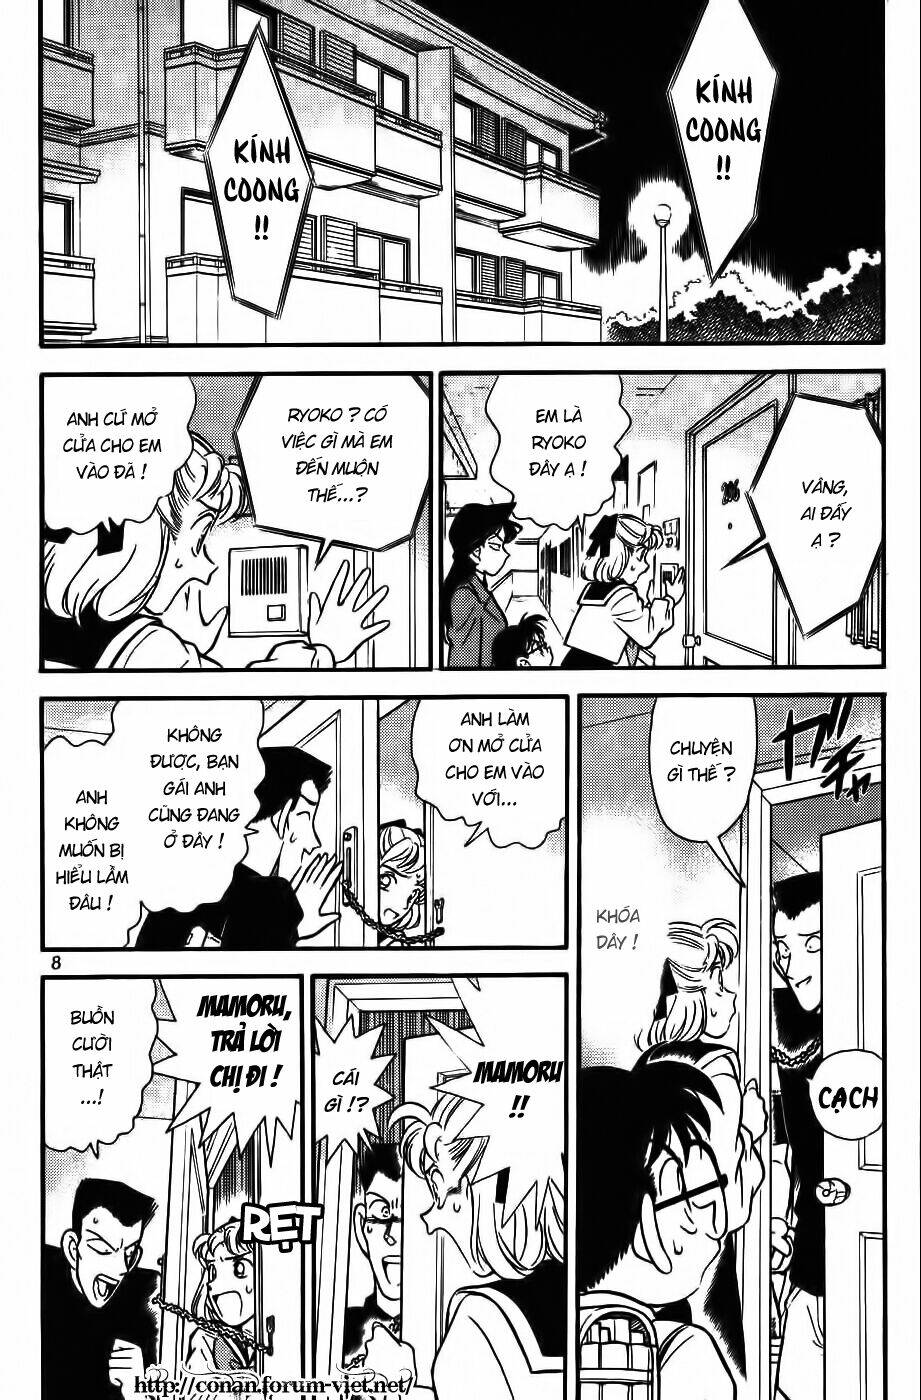 KÍNH
COONG
!!
KÍNH
COONG
!!
ANH CỨ MỞ
CỬA CHO EM
VÀO ĐÃ !
RYOKO ? CÓ
VIỆC GÌ MÀ EM
ĐẾN MUỘN
THẾ...?
EM LÀ
RYOKO
ĐÂY Ạ !
VÂNG,
AI ĐẤY
Ạ ?
206
KHÔNG
ĐƯỢC, BẠN
GÁI ANH
CŨNG ĐANG
Ở ĐÂY !
ANH
KHÔNG
MUỐN BỊ
HIỂU LẦM
ĐÂU !
ANH LÀM
ƠN MỞ CỬA
CHO EM VÀO
VỚI...
CHUYỆN
GÌ THẾ ?
ガチャ
KHÓA
DÂY !
CẠCH
8
BUỒN
CƯỜI
THẬT
...!
MAMORU,
TRẢ LỜI
CHỊ ĐI !
CÁI
GÌ !?
MAMORU
!!
RẸT
http://conan.forum-viet.net/